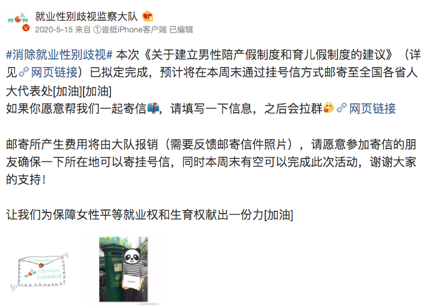 就业性别歧视监察大队
2020-5-15 来自 ①沓纸iPhone客户端 已编辑
#消除就业性别歧视# 本次《关于建立男性陪产假制度和育儿假制度的建议》（详
见网页链接）已拟定完成，预计将在本周末通过挂号信方式邮寄至全国各省人
大代表处[加油][加油]
如果你愿意帮我们一起寄信📫，请填写一下信息，之后会拉群 网页链接
邮寄所产生费用将由大队报销（需要反馈邮寄信件照片），请愿意参加寄信的朋
友确保一下所在地可以寄挂号信，同时本周末有空可以完成此次活动，谢谢大家
的支持！
让我们为保障女性平等就业权和生育权献出一份力[加油]